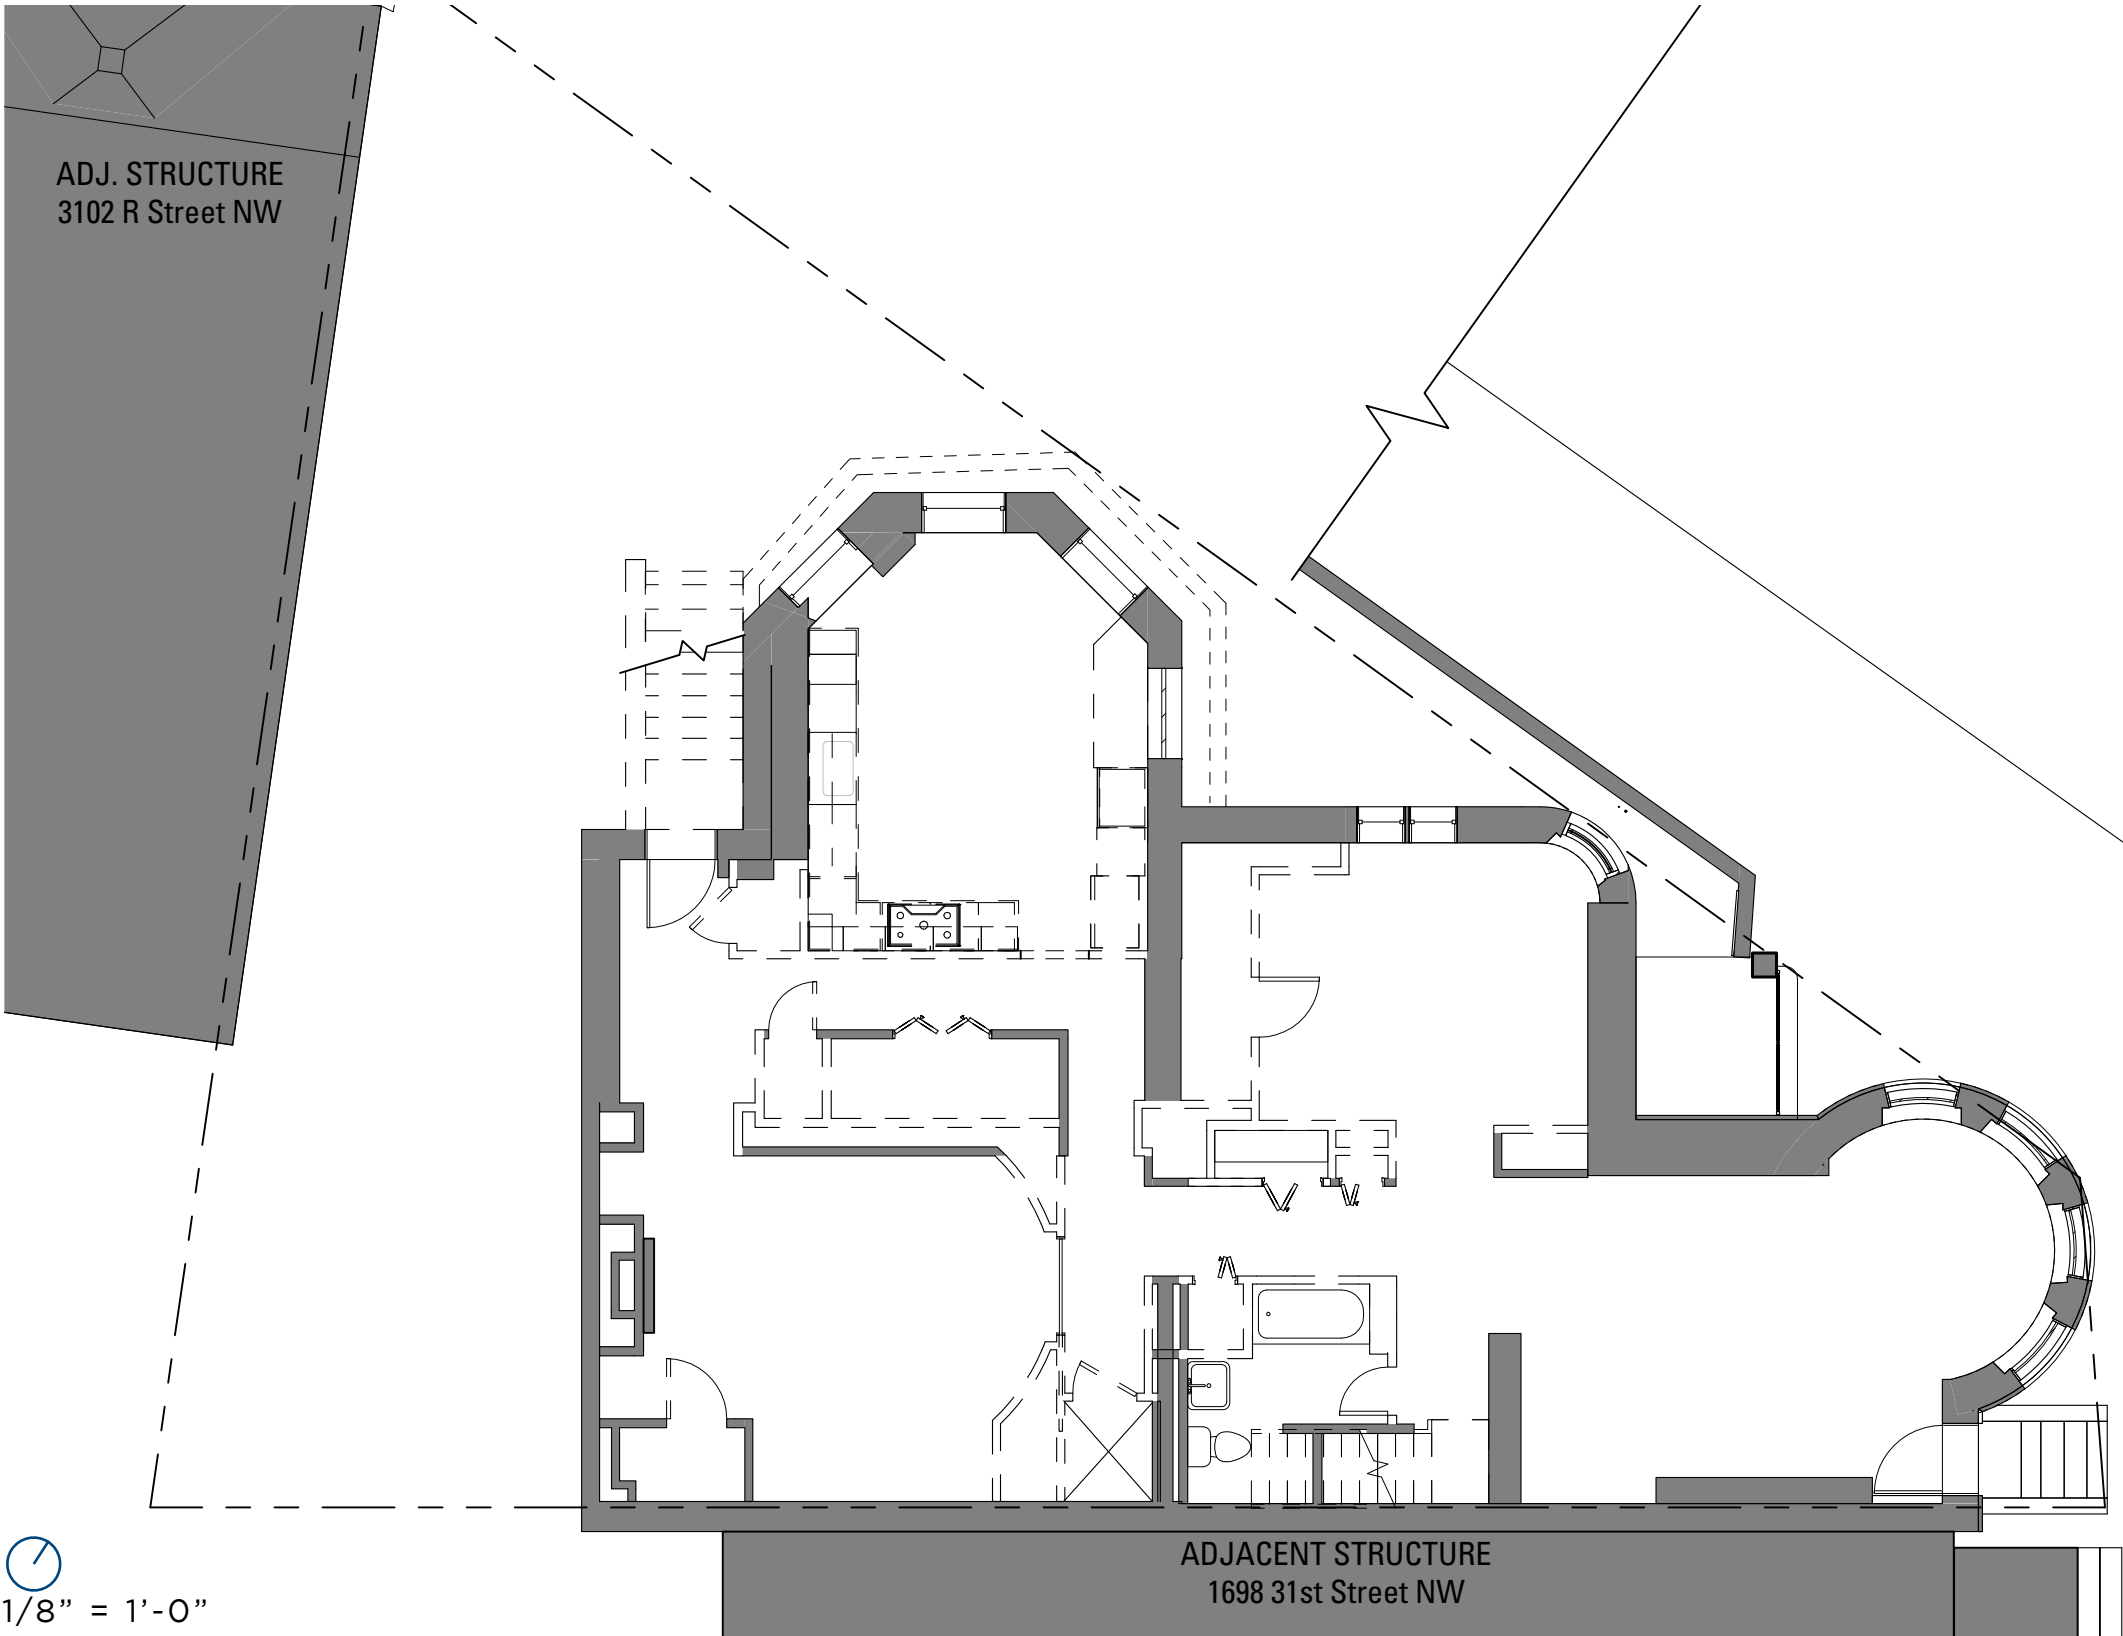 ADJ. STRUCTURE
3102 R Street NW
ADJACENT STRUCTURE
1698 31st Street NW
1/8” = 1’-0”